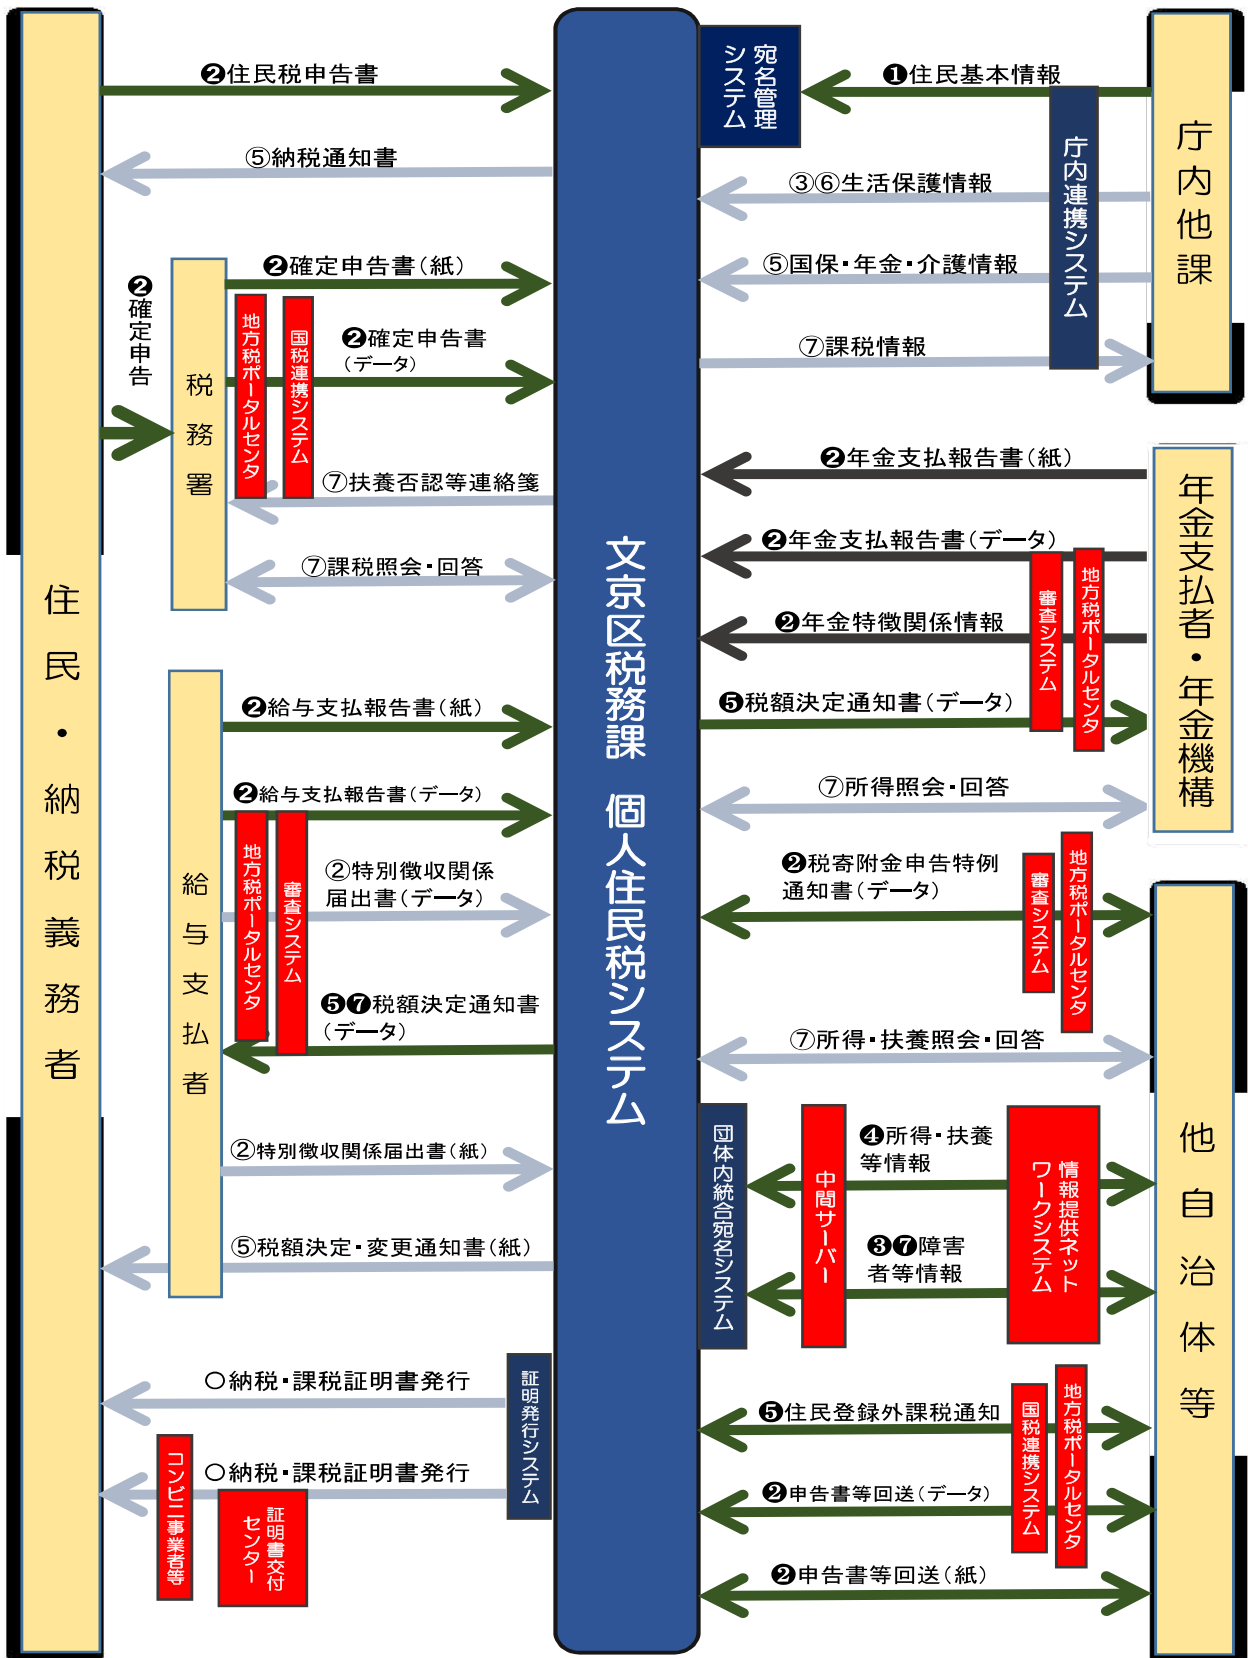 住民・納税義務者
❷住民税申告書
⑤納税通知書
❷確定申告
税務署
❷確定申告書(紙)
地方税ポータルセンタ
国税連携システム
❷確定申告書
(データ)
⑦扶養否認等連絡箋
⑦課税照会・回答
給与支払者
❷給与支払報告書(紙)
❷給与支払報告書(データ)
地方税ポータルセンタ
審査システム
②特別徴収関係
届出書(データ)
❺❼税額決定通知書
(データ)
②特別徴収関係届出書(紙)
⑤税額決定・変更通知書(紙)
〇納税・課税証明書発行
証明発行システム
〇納税・課税証明書発行
コンビニ事業者等
証明書交付
センター
文京区税務課 個人住民税システム
宛名管理
システム
❶住民基本情報
庁内他課
庁内連携システム
③⑥生活保護情報
⑤国保・年金・介護情報
⑦課税情報
年金支払者・年金機構
❷年金支払報告書(紙)
❷年金支払報告書(データ)
審査システム
地方税ポータルセンタ
❷年金特徴関係情報
❺税額決定通知書(データ)
⑦所得照会・回答
他自治体等
❷税寄附金申告特例
通知書(データ)
審査システム
地方税ポータルセンタ
⑦所得・扶養照会・回答
団体内統合宛名システム
中間サーバー
❹所得・扶養
等情報
情報提供ネット
ワークシステム
❸❼障害
者等情報
❺住民登録外課税通知
国税連携システム
地方税ポータルセンタ
❷申告書等回送(データ)
❷申告書等回送(紙)